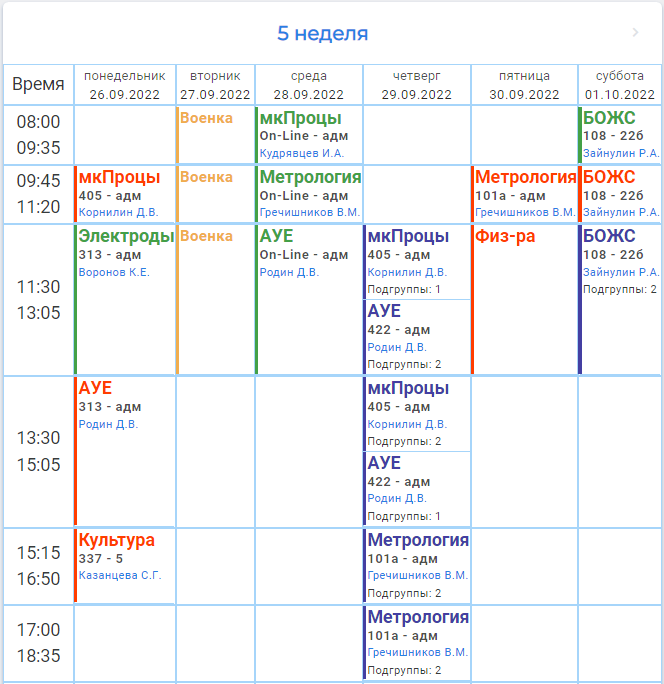 5 неделя
Время
понедельник
26.09.2022
вторник
27.09.2022
среда
28.09.2022
четверг
29.09.2022
пятница
30.09.2022
суббота
01.10.2022
08:00
09:35
Военка
мкПроцы
On-Line - адм
Кудрявцев И.А.
БОЖС
108 - 22б
Зайнулин Р.А.
09:45
11:20
мкПроцы
405 - адм
Корнилин Д.В.
Военка
Метрология
On-Line - адм
Гречишников В.М.
Метрология
101а - адм
Гречишников В.М.
БОЖС
108 - 22б
Зайнулин Р.А.
11:30
13:05
Электроды
313 - адм
Воронов К.Е.
Военка
АУЕ
On-Line - адм
Родин Д.В.
мкПроцы
405 - адм
Корнилин Д.В.
Подгруппы: 1
АУЕ
422 - адм
Родин Д.В.
Подгруппы: 2
Физ-ра
БОЖС
108 - 22б
Зайнулин Р.А.
Подгруппы: 2
13:30
15:05
АУЕ
313 - адм
Родин Д.В.
мкПроцы
405 - адм
Корнилин Д.В.
Подгруппы: 2
АУЕ
422 - адм
Родин Д.В.
Подгруппы: 1
15:15
16:50
Культура
337 - 5
Казанцева С.Г.
Метрология
101а - адм
Гречишников В.М.
Подгруппы: 2
17:00
18:35
Метрология
101а - адм
Гречишников В.М.
Подгруппы: 2